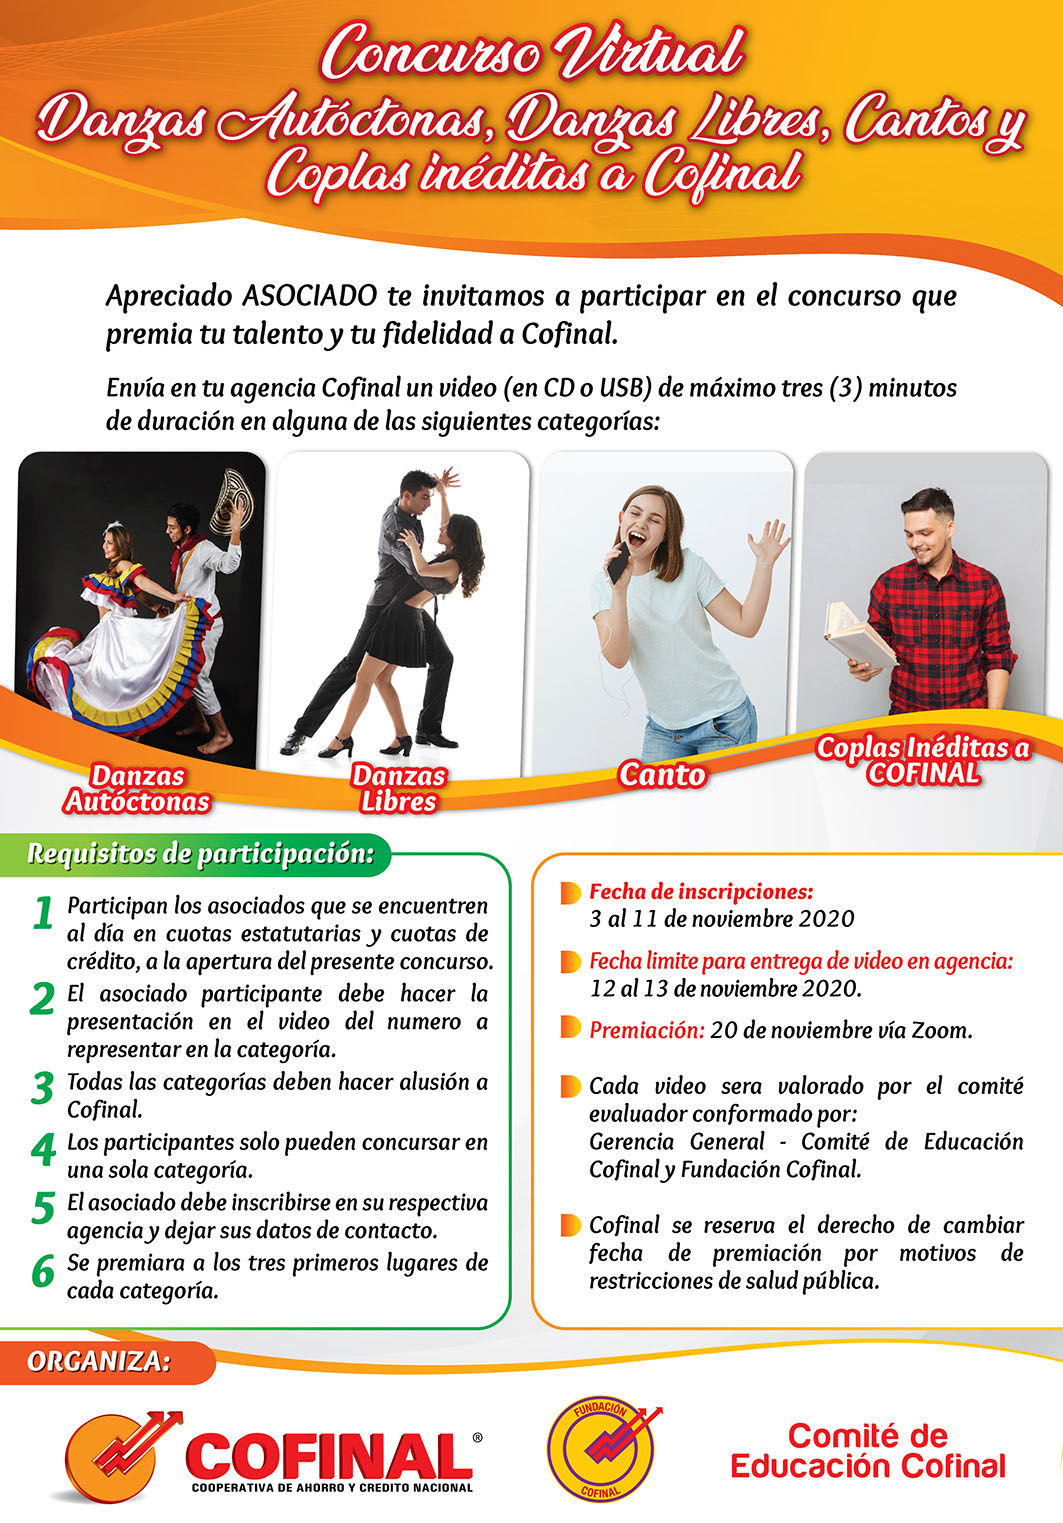 Concurso Virtual
Danzas Autóctonas, Danzas Libres, Cantos y
Coplas inéditas a Cofinal
Apreciado ASOCIADO te invitamos a participar en el concurso que
premia tu talento y tu fidelidad a Cofinal.
Envía en tu agencia Cofinal un video (en CD o USB) de máximo tres (3) minutos
de duración en alguna de las siguientes categorías:
Danzas
Autóctonas
Danzas
Libres
Canto
Coplas Inéditas a
COFINAL
Requisitos de participación:
1 Participan los asociados que se encuentren
al día en cuotas estatutarias y cuotas de
crédito, a la apertura del presente concurso.
2 El asociado participante debe hacer la
presentación en el video del numero a
representar en la categoría.
3 Todas las categorías deben hacer alusión a
Cofinal.
4 Los participantes solo pueden concursar en
una sola categoría.
5 El asociado debe inscribirse en su respectiva
agencia y dejar sus datos de contacto.
6 Se premiara a los tres primeros lugares de
cada categoría.
Fecha de inscripciones:
3 al 11 de noviembre 2020
Fecha limite para entrega de video en agencia:
12 al 13 de noviembre 2020.
Premiación: 20 de noviembre vía Zoom.
Cada video sera valorado por el comité
evaluador conformado por:
Gerencia General - Comité de Educación
Cofinal y Fundación Cofinal.
Cofinal se reserva el derecho de cambiar
fecha de premiación por motivos de
restricciones de salud pública.
ORGANIZA:
COFINAL ®
COOPERATIVA DE AHORRO Y CREDITO NACIONAL
FUNDACIÓN
COFINAL
Comité de
Educación Cofinal